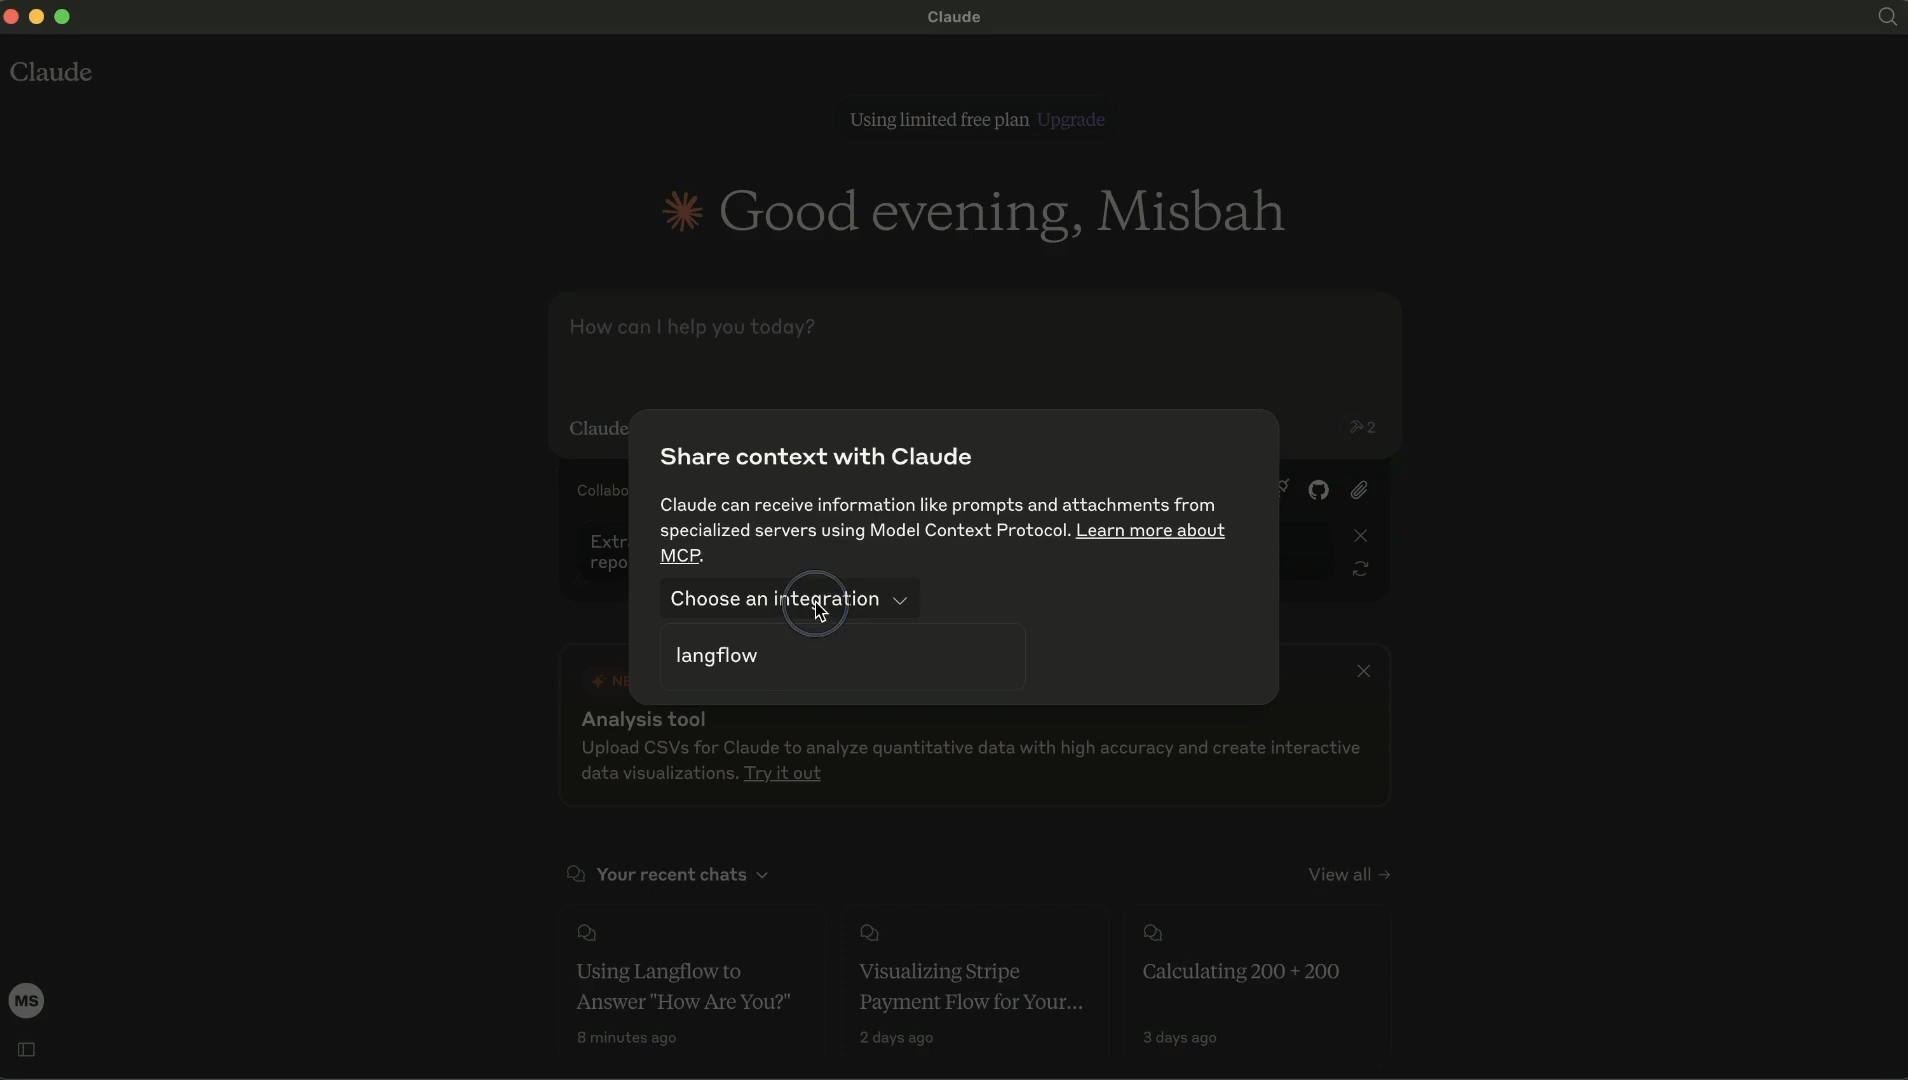 Claude
Claude
Using limited free plan Upgrade
Good evening, Misbah
How can I help you today?
Claude
2
Share context with Claude
Claude can receive information like prompts and attachments from
specialized servers using Model Context Protocol. Learn more about
MCP.
Choose an integration
langflow
Analysis tool
Upload CSVs for Claude to analyze quantitative data with high accuracy and create interactive
data visualizations. Try it out
Your recent chats
View all →
Using Langflow to
Answer "How Are You?"
8 minutes ago
Visualizing Stripe
Payment Flow for Your...
2 days ago
Calculating 200 + 200
3 days ago
MS